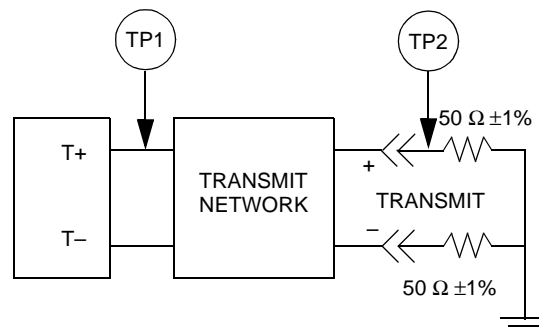 TP1
TP2
50 Ω ±1%
T+
+
TRANSMIT
NETWORK
TRANSMIT
T–
–
50 Ω ±1%